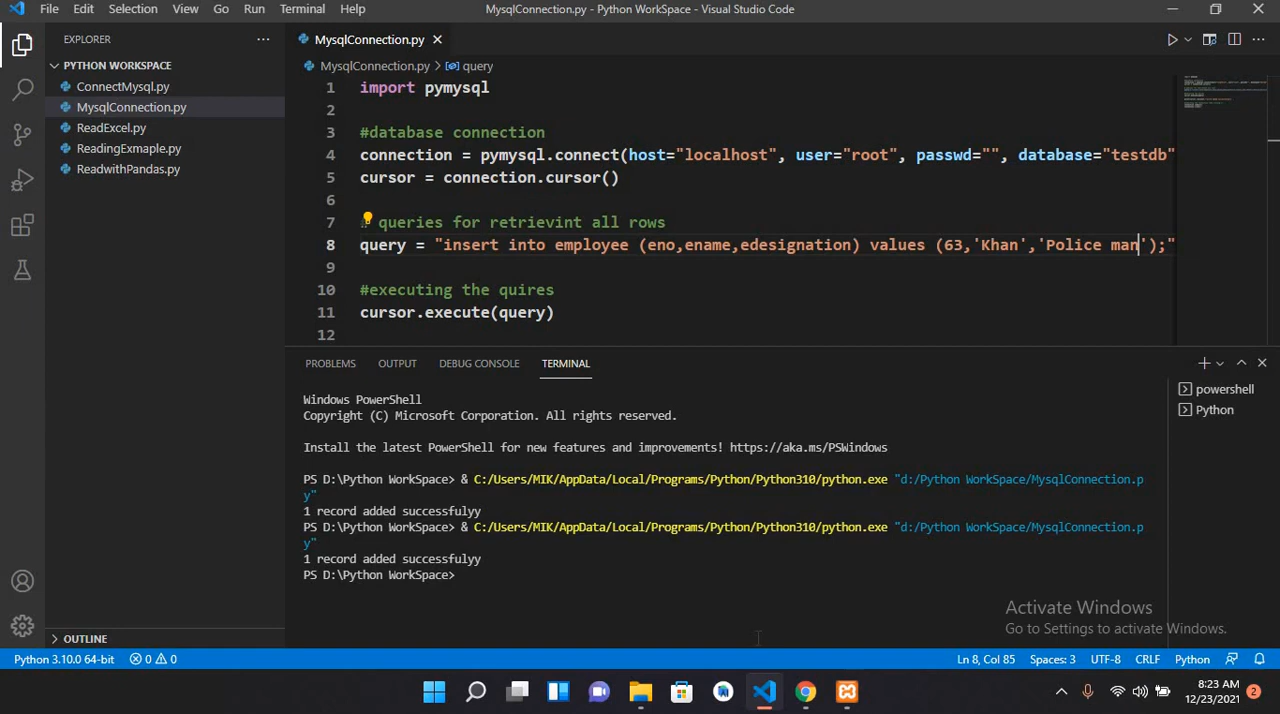 File Edit Selection View Go Run Terminal Help MysqlConnection.py - Python WorkSpace - Visual Studio Code
EXPLORER
PYTHON WORKSPACE
ConnectMysql.py
MysqlConnection.py
ReadExcel.py
ReadingExmaple.py
ReadwithPandas.py
OUTLINE
MysqlConnection.py
MysqlConnection.py > query
1 import pymysql
2
3 #database connection
4 connection = pymysql.connect(host="localhost", user="root", passwd="", database="testdb"
5 cursor = connection.cursor()
6
7 queries for retrievint all rows
8 query = "insert into employee (eno,ename,edesignation) values (63,'Khan','Police man');"
9
10 #executing the quires
11 cursor.execute(query)
12
PROBLEMS OUTPUT DEBUG CONSOLE TERMINAL
powershell
Python
Windows PowerShell
Copyright (C) Microsoft Corporation. All rights reserved.
Install the latest PowerShell for new features and improvements! https://aka.ms/PSWindows
PS D:\Python WorkSpace> & C:/Users/MIK/AppData/Local/Programs/Python/Python310/python.exe "d:/Python WorkSpace/MysqlConnection.p
y"
1 record added successfulyy
PS D:\Python WorkSpace> & C:/Users/MIK/AppData/Local/Programs/Python/Python310/python.exe "d:/Python WorkSpace/MysqlConnection.p
y"
1 record added successfulyy
PS D:\Python WorkSpace>
Activate Windows
Go to Settings to activate Windows.
Python 3.10.0 64-bit 0 0 Ln 8, Col 85 Spaces: 3 UTF-8 CRLF Python
8:23 AM
12/23/2021 2